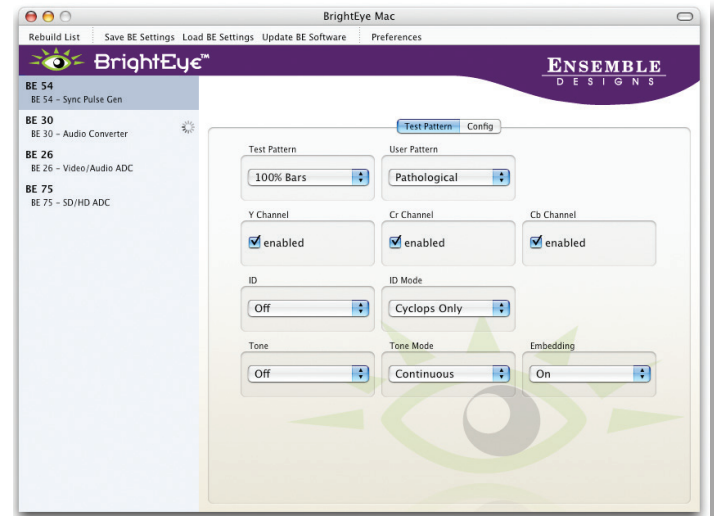 BrightEye Mac
Rebuild List Save BE Settings Load BE Settings Update BE Software Preferences
BrightEye™
ENSEMBLE
DESIGNS
BE 54
BE 54 – Sync Pulse Gen
BE 30
BE 30 – Audio Converter
BE 26
BE 26 – Video/Audio ADC
BE 75
BE 75 – SD/HD ADC
Test Pattern Config
Test Pattern User Pattern
100% Bars Pathological
Y Channel Cr Channel Cb Channel
enabled enabled enabled
ID ID Mode
Off Cyclops Only
Tone Tone Mode Embedding
Off Continuous On